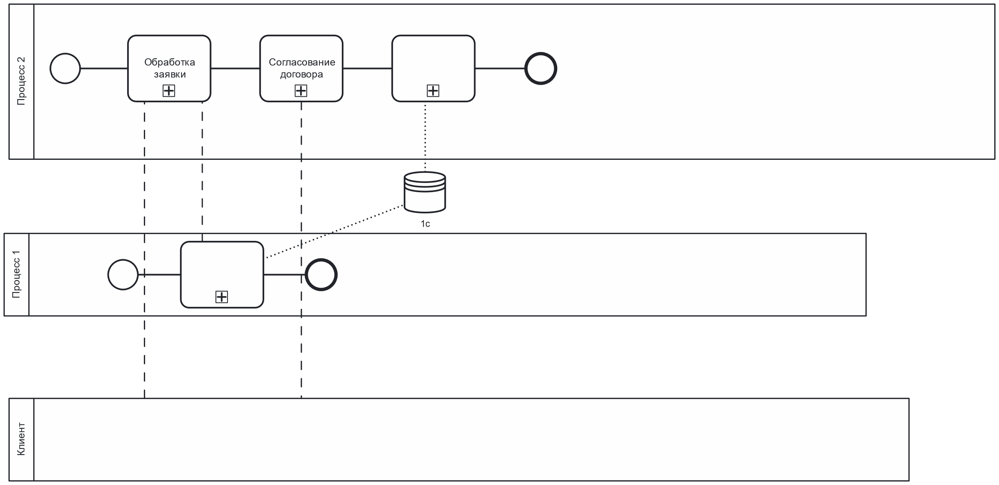 Процесс 2
Обработка
заявки
Согласование
договора
1с
Процесс 1
Клиент